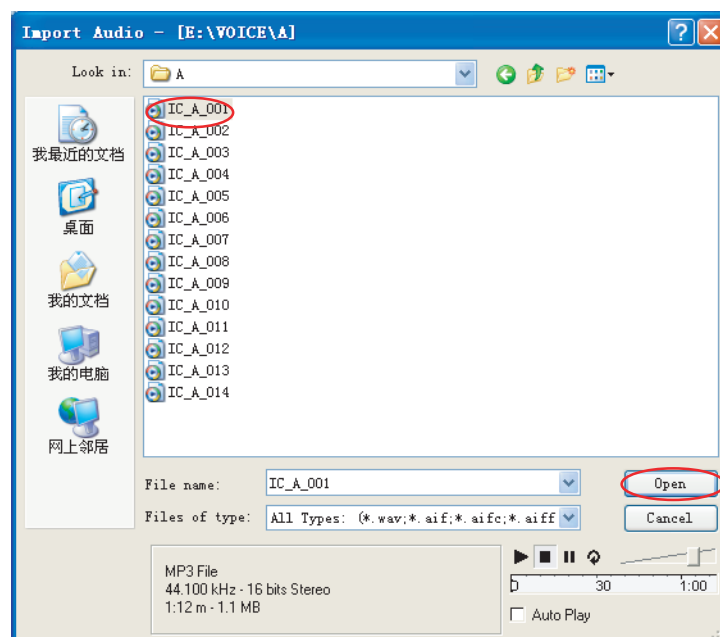 Import Audio - [E:\VOICE\A]
Look in:
A
我最近的文档
桌面
我的文档
我的电脑
网上邻居
IC_A_001
IC_A_002
IC_A_003
IC_A_004
IC_A_005
IC_A_006
IC_A_007
IC_A_008
IC_A_009
IC_A_010
IC_A_011
IC_A_012
IC_A_013
IC_A_014
File name:
IC_A_001
Open
Files of type:
All Types: (*.wav;*.aif;*.aifc;*.aiff
Cancel
MP3 File
44.100 kHz - 16 bits Stereo
1:12 m - 1.1 MB
0 30 1:00
Auto Play